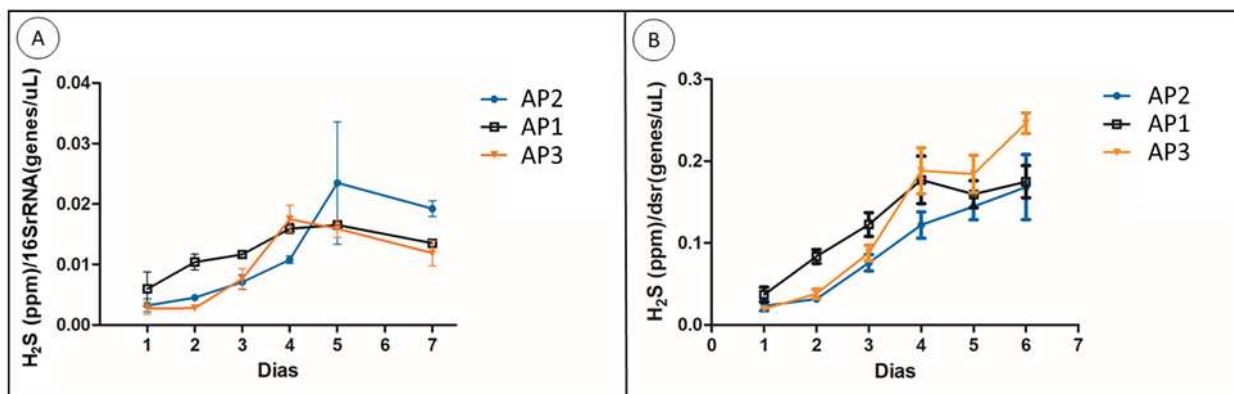 A
H₂S (ppm)/16SrRNA(genes/uL)
0.04
0.03
0.02
0.01
0.00
1 2 3 4 5 6 7
Dias
AP2
AP1
AP3
B
H₂S (ppm)/dsr(genes/uL)
0.3
0.2
0.1
0.0
0 1 2 3 4 5 6 7
Dias
AP2
AP1
AP3